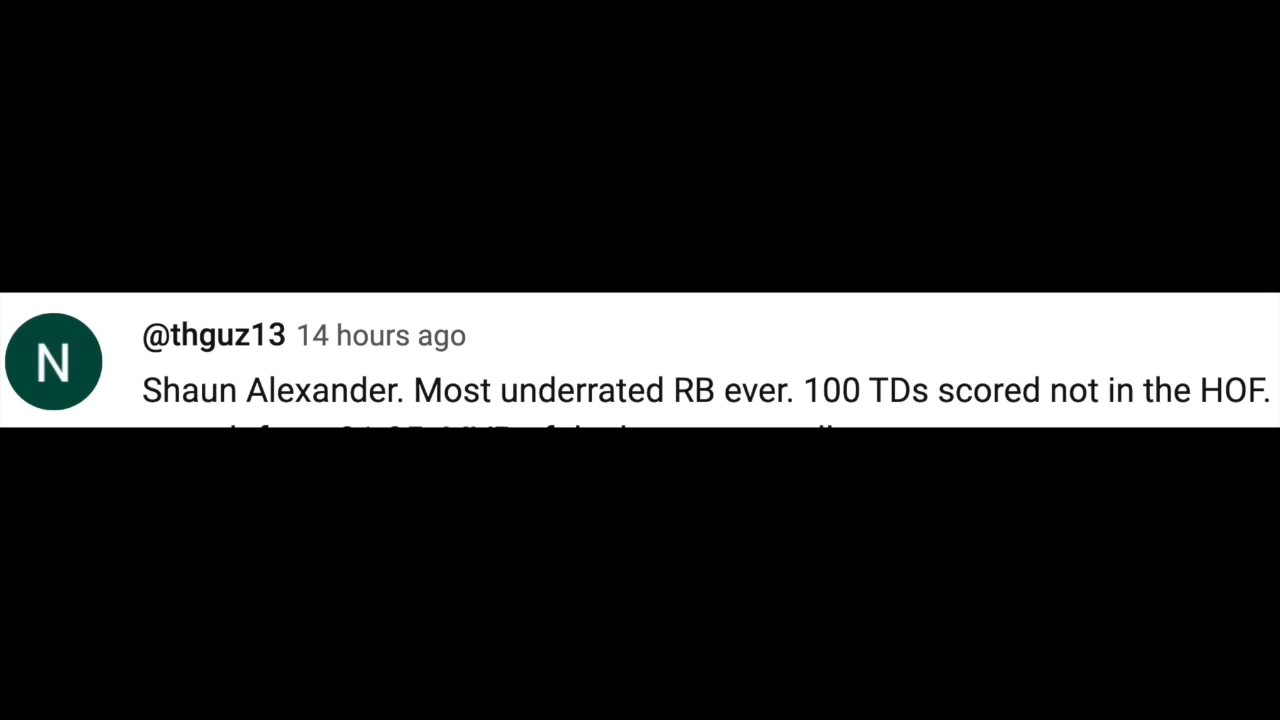 N
@thguz13 14 hours ago
Shaun Alexander. Most underrated RB ever. 100 TDs scored not in the HOF.